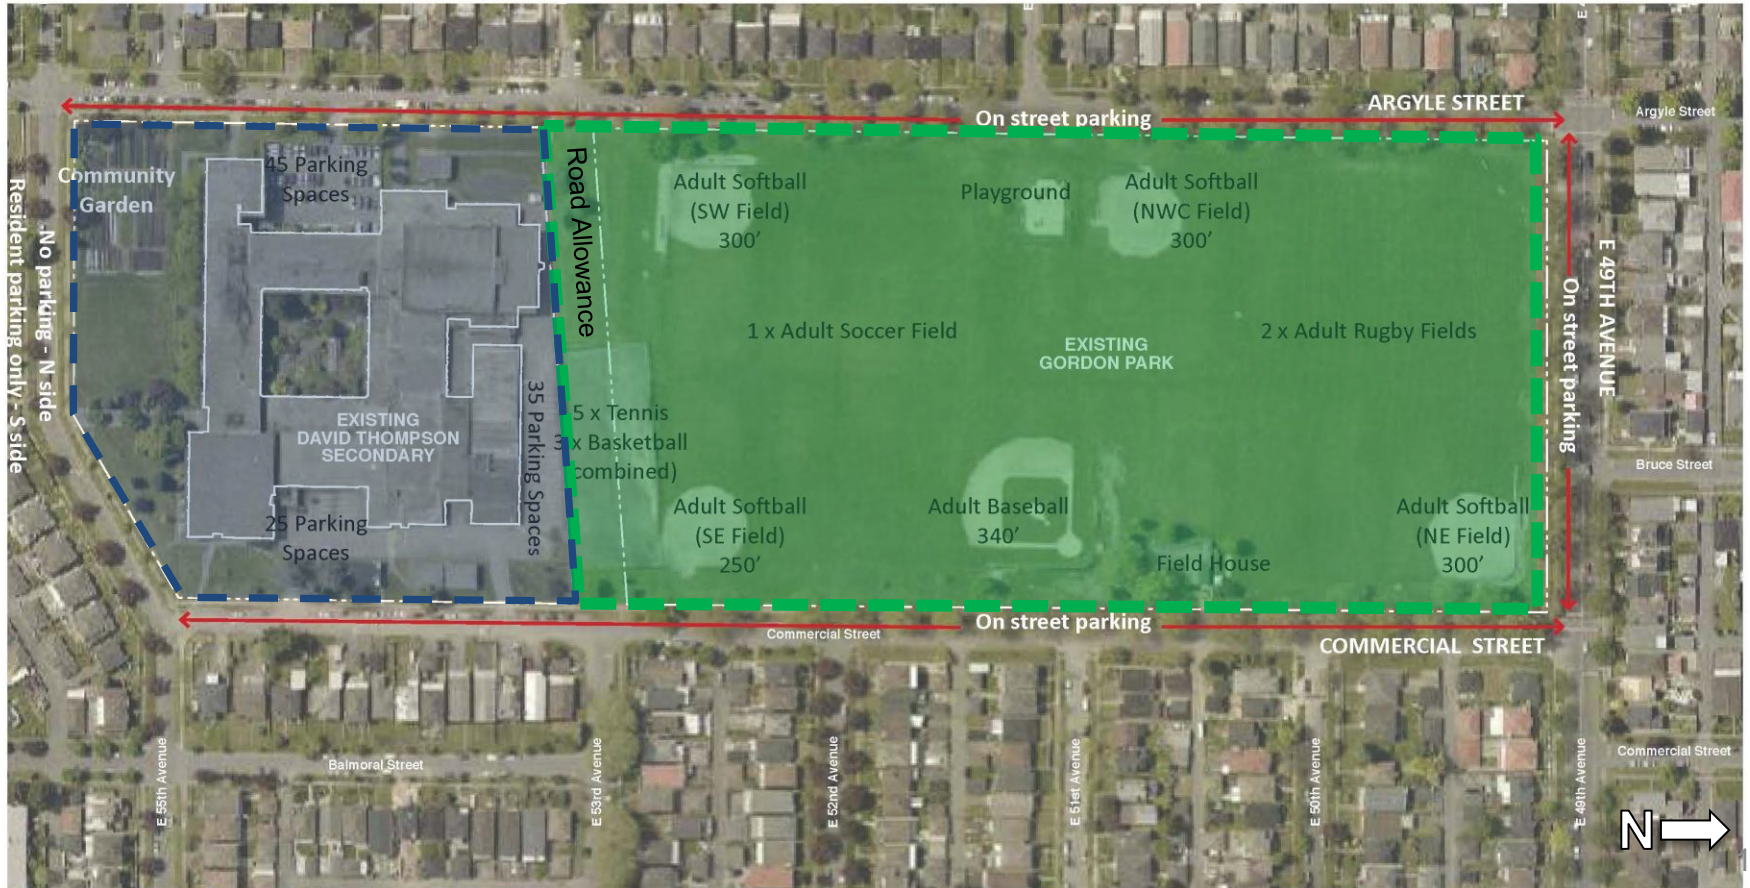 ARGYLE STREET
On street parking
Argyle Street
Community
Garden
45 Parking
Spaces
Road Allowance
Adult Softball
(SW Field)
300’
Playground
Adult Softball
(NWC Field)
300’
Resident parking only - S side
No parking - N side
1 x Adult Soccer Field
EXISTING
GORDON PARK
2 x Adult Rugby Fields
On street parking
E 49TH AVENUE
EXISTING
DAVID THOMPSON
SECONDARY
35 Parking Spaces
5 x Tennis
3 x Basketball
(combined)
Bruce Street
25 Parking
Spaces
Adult Softball
(SE Field)
250’
Adult Baseball
340’
Field House
Adult Softball
(NE Field)
300’
On street parking
Commercial Street
COMMERCIAL STREET
E 55th Avenue
Balmoral Street
E 53rd Avenue
E 52nd Avenue
E 51st Avenue
E 50th Avenue
E 49th Avenue
Commercial Street
N